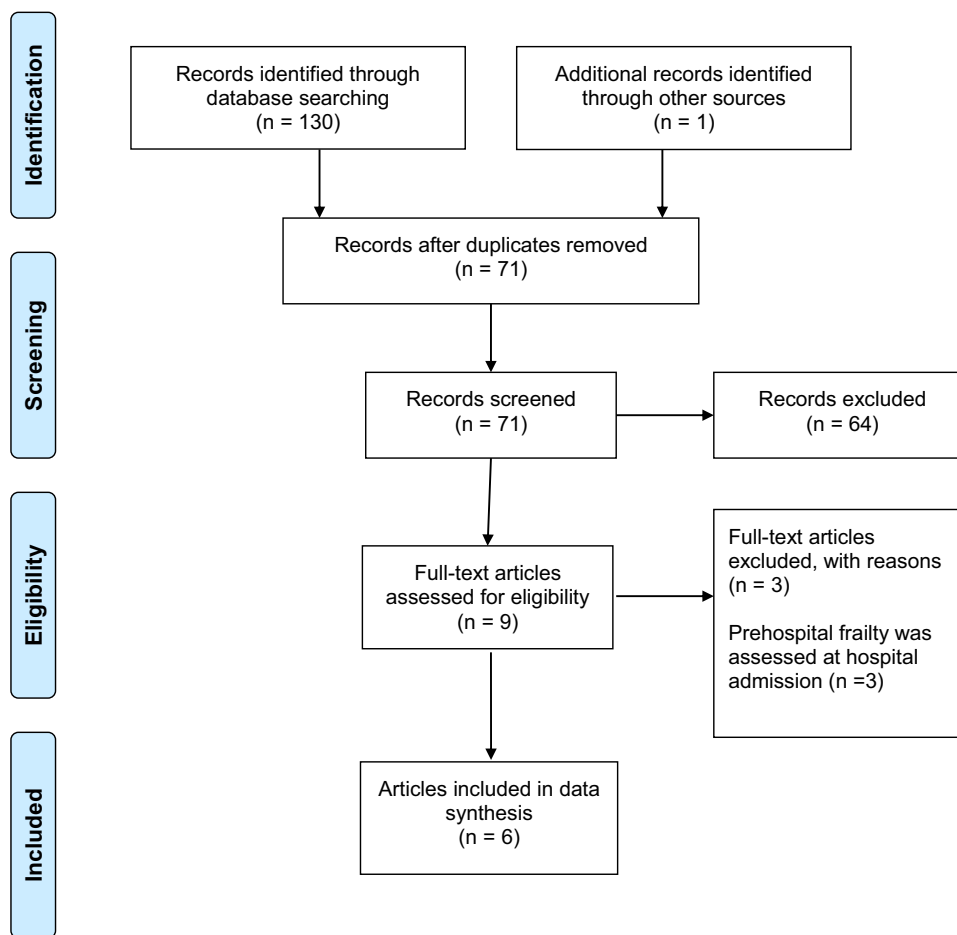 Identification
Records identified through
database searching
(n = 130)
Additional records identified
through other sources
(n = 1)
Records after duplicates removed
(n = 71)
Screening
Records screened
(n = 71)
Records excluded
(n = 64)
Eligibility
Full-text articles
assessed for eligibility
(n = 9)
Full-text articles
excluded, with reasons
(n = 3)
Prehospital frailty was
assessed at hospital
admission (n =3)
Included
Articles included in data
synthesis
(n = 6)